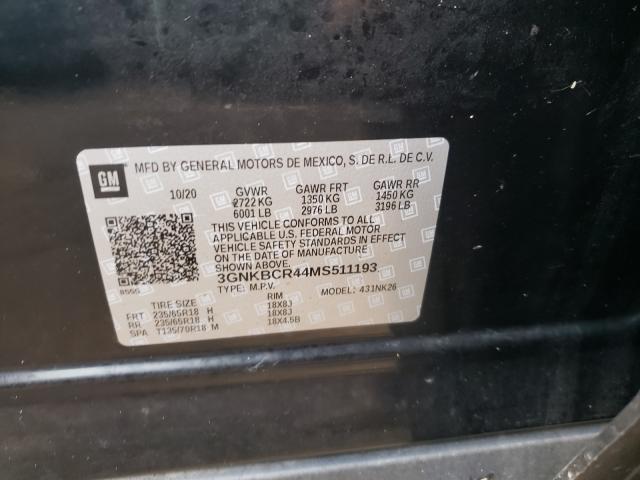 MFD BY GENERAL MOTORS DE MEXICO, S. DE R.L. DE C.V.
GM
10/20 GVWR GAWR FRT GAWR RR
2722 KG 1350 KG 1450 KG
6001 LB 2976 LB 3196 LB
THIS VEHICLE CONFORMS TO ALL
APPLICABLE U.S. FEDERAL MOTOR
VEHICLE SAFETY STANDARDS IN EFFECT
ON THE DATE OF MANUFACTURE
SHOWN ABOVE.
3GNKBCR44MS511193
TYPE: M.P.V. MODEL: 431NK26
TIRE SIZE RIM
FRT 235/65R18 H 18X8J
RR 235/65R18 H 18X8J
SPA T135/70R18 M 18X4.5B